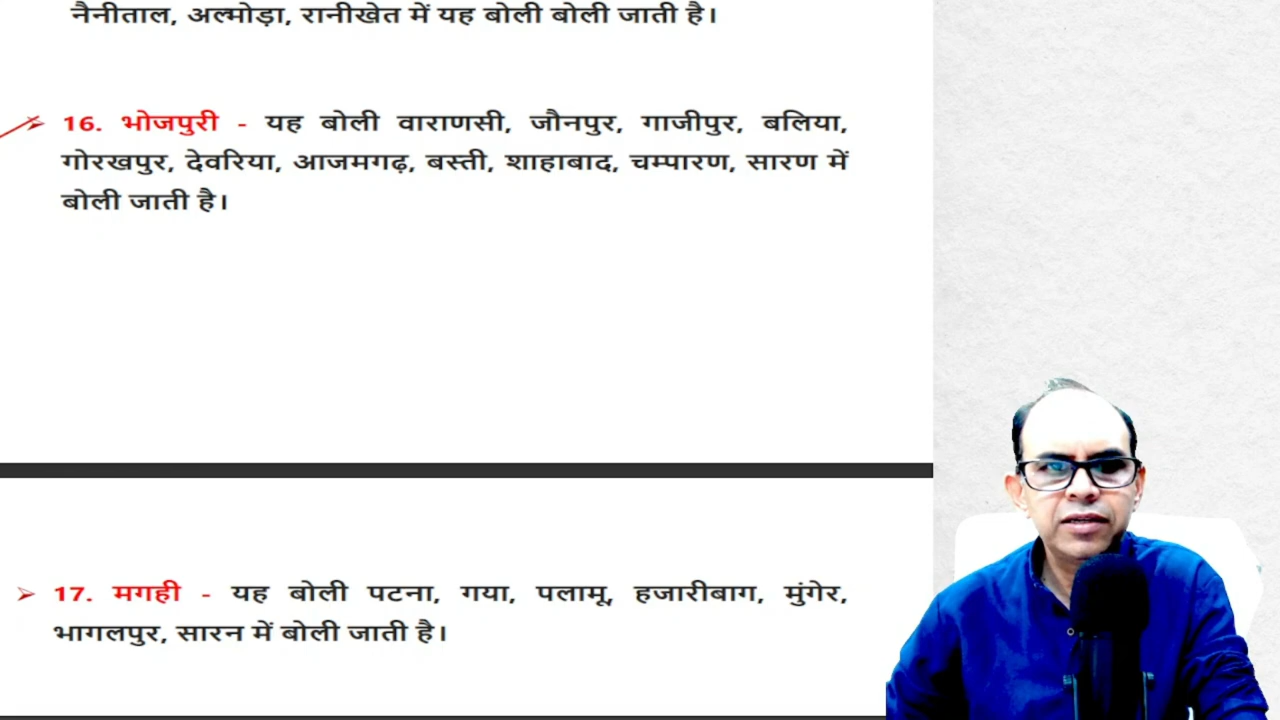 नैनीताल, अल्मोड़ा, रानीखेत में यह बोली बोली जाती है।
16. भोजपुरी - यह बोली वाराणसी, जौनपुर, गाजीपुर, बलिया,
गोरखपुर, देवरिया, आजमगढ़, बस्ती, शाहाबाद, चम्पारण, सारण में
बोली जाती है।
17. मगही - यह बोली पटना, गया, पलामू, हजारीबाग, मुंगेर,
भागलपुर, सारन में बोली जाती है।